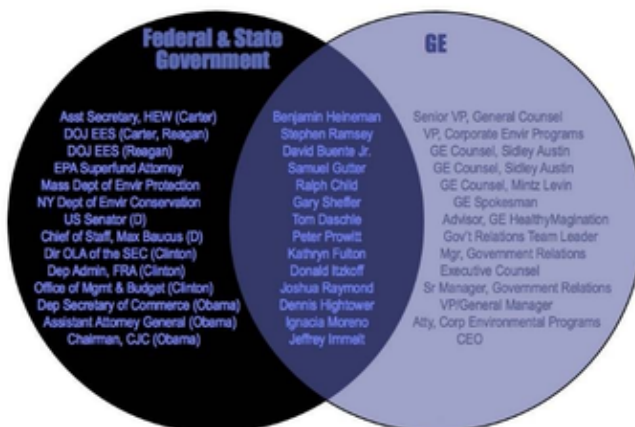 Federal & State
Government
GE
Asst Secretary, HEW (Carter) Benjamin Heineman Senior VP, General Counsel
DOJ EES (Carter, Reagan) Stephen Ramsey VP, Corporate Envir Programs
DOJ EES (Reagan) David Buente Jr. GE Counsel, Sidley Austin
EPA Superfund Attorney Samuel Gutter GE Counsel, Sidley Austin
Mass Dept of Envir Protection Ralph Child GE Counsel, Mintz Levin
NY Dept of Envir Conservation Gary Sheffer GE Spokesman
US Senator (D) Tom Daschle Advisor, GE HealthyMagination
Chief of Staff, Max Baucus (D) Peter Prowitt Gov't Relations Team Leader
Dir OLA of the SEC (Clinton) Kathryn Fulton Mgr, Government Relations
Dep Admin, FRA (Clinton) Donald Itzkoff Executive Counsel
Office of Mgmt & Budget (Clinton) Joshua Raymond Sr Manager, Government Relations
Dep Secretary of Commerce (Obama) Dennis Hightower VP/General Manager
Assistant Attorney General (Obama) Ignacia Moreno Atty, Corp Environmental Programs
Chairman, CJC (Obama) Jeffrey Immelt CEO